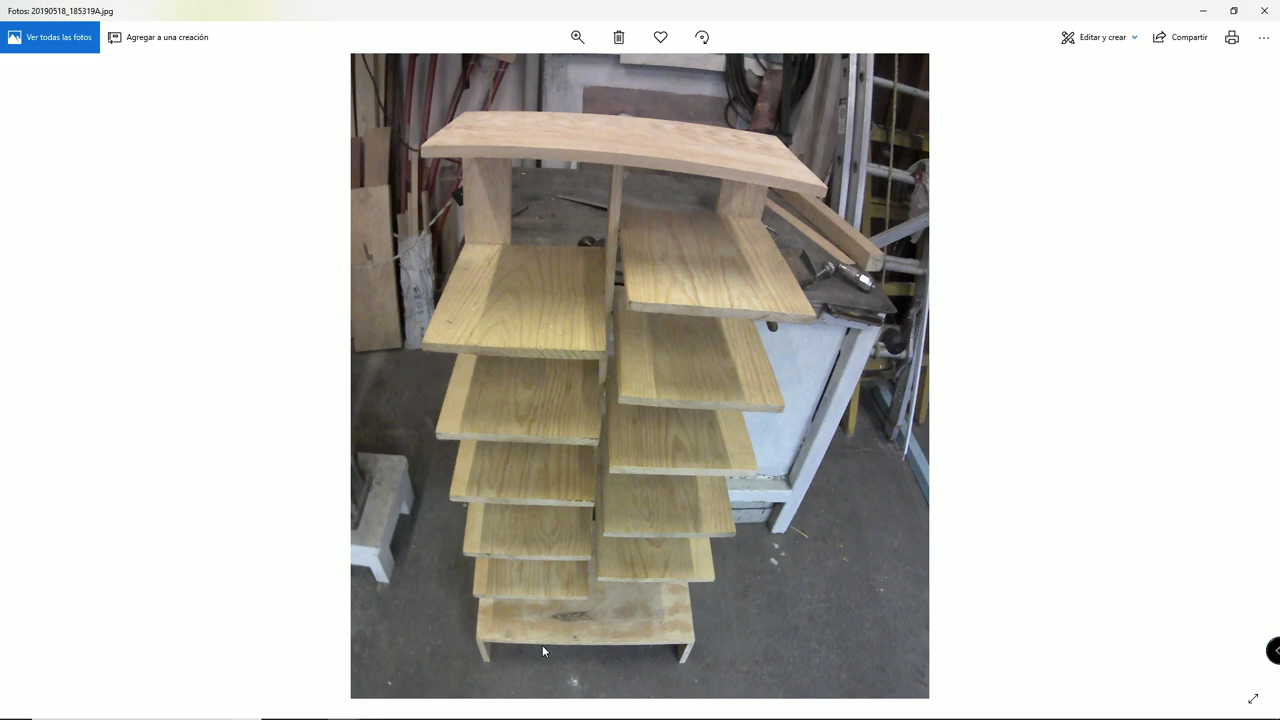 Fotos: 20190518_185319A.jpg
Ver todas las fotos
Agregar a una creación
Editar y crear
Compartir